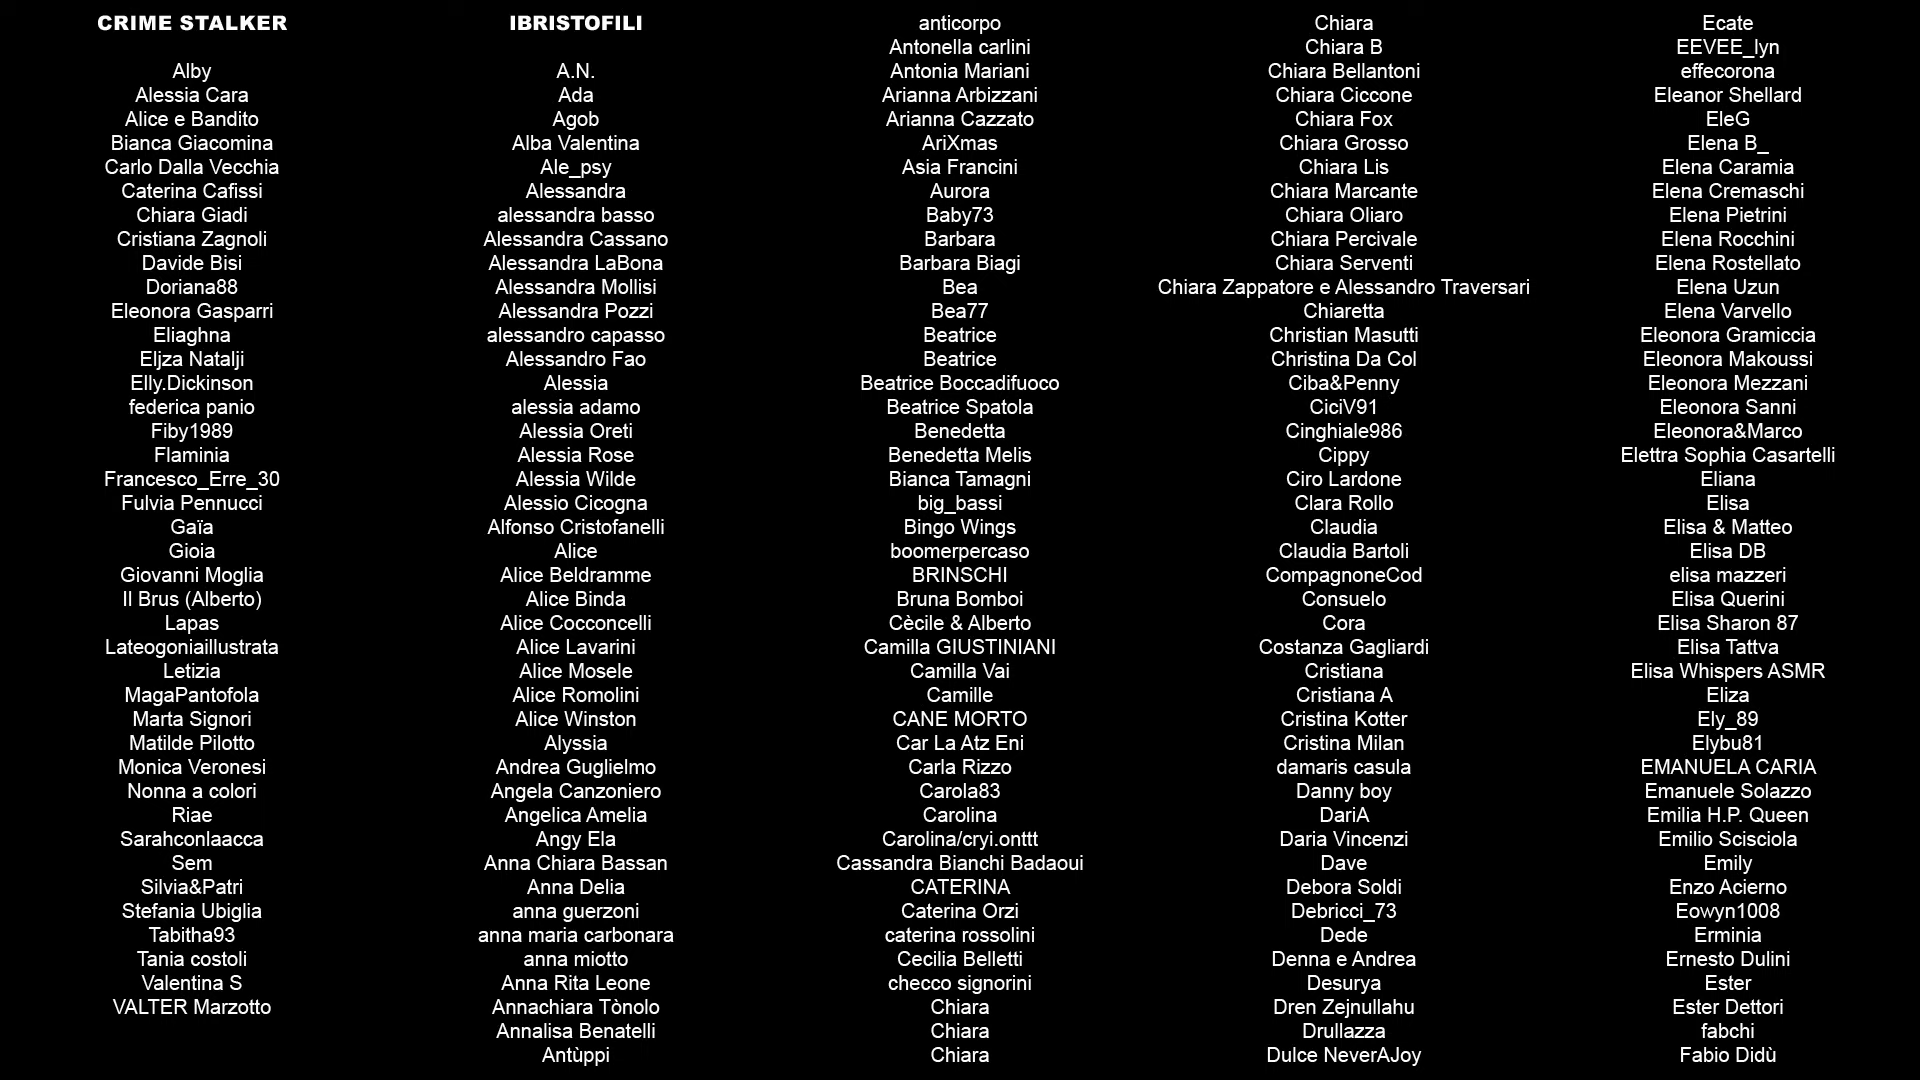 CRIME STALKER
Alby
Alessia Cara
Alice e Bandito
Bianca Giacomina
Carlo Dalla Vecchia
Caterina Cafissi
Chiara Giadi
Cristiana Zagnoli
Davide Bisi
Doriana88
Eleonora Gasparri
Eliaghna
Eljza Natalji
Elly.Dickinson
federica panio
Fiby1989
Flaminia
Francesco_Erre_30
Fulvia Pennucci
Gaïa
Gioia
Giovanni Moglia
Il Brus (Alberto)
Lapas
Lateogoniaillustrata
Letizia
MagaPantofola
Marta Signori
Matilde Pilotto
Monica Veronesi
Nonna a colori
Riae
Sarahconlaacca
Sem
Silvia&Patri
Stefania Ubiglia
Tabitha93
Tania costoli
Valentina S
VALTER Marzotto
IBRISTOFILI
A.N.
Ada
Agob
Alba Valentina
Ale_psy
Alessandra
alessandra basso
Alessandra Cassano
Alessandra LaBona
Alessandra Mollisi
Alessandra Pozzi
alessandro capasso
Alessandro Fao
Alessia
alessia adamo
Alessia Oreti
Alessia Rose
Alessia Wilde
Alessio Cicogna
Alfonso Cristofanelli
Alice
Alice Beldramme
Alice Binda
Alice Cocconcelli
Alice Lavarini
Alice Mosele
Alice Romolini
Alice Winston
Alyssia
Andrea Guglielmo
Angela Canzoniero
Angelica Amelia
Angy Ela
Anna Chiara Bassan
Anna Delia
anna guerzoni
anna maria carbonara
anna miotto
Anna Rita Leone
Annachiara Tònolo
Annalisa Benatelli
Antùppi
anticorpo
Antonella carlini
Antonia Mariani
Arianna Arbizzani
Arianna Cazzato
AriXmas
Asia Francini
Aurora
Baby73
Barbara
Barbara Biagi
Bea
Bea77
Beatrice
Beatrice
Beatrice Boccadifuoco
Beatrice Spatola
Benedetta
Benedetta Melis
Bianca Tamagni
big_bassi
Bingo Wings
boomerpercaso
BRINSCHI
Bruna Bomboi
Cècile & Alberto
Camilla GIUSTINIANI
Camilla Vai
Camille
CANE MORTO
Car La Atz Eni
Carla Rizzo
Carola83
Carolina
Carolina/cryi.onttt
Cassandra Bianchi Badaoui
CATERINA
Caterina Orzi
caterina rossolini
Cecilia Belletti
checco signorini
Chiara
Chiara
Chiara
Chiara
Chiara B
Chiara Bellantoni
Chiara Ciccone
Chiara Fox
Chiara Grosso
Chiara Lis
Chiara Marcante
Chiara Oliaro
Chiara Percivale
Chiara Serventi
Chiara Zappatore e Alessandro Traversari
Chiaretta
Christian Masutti
Christina Da Col
Ciba&Penny
CiciV91
Cinghiale986
Cippy
Ciro Lardone
Clara Rollo
Claudia
Claudia Bartoli
CompagnoneCod
Consuelo
Cora
Costanza Gagliardi
Cristiana
Cristiana A
Cristina Kotter
Cristina Milan
damaris casula
Danny boy
DariA
Daria Vincenzi
Dave
Debora Soldi
Debricci_73
Dede
Denna e Andrea
Desurya
Dren Zejnullahu
Drullazza
Dulce NeverAJoy
Ecate
EEVEE_lyn
effecorona
Eleanor Shellard
EleG
Elena B_
Elena Caramia
Elena Cremaschi
Elena Pietrini
Elena Rocchini
Elena Rostellato
Elena Uzun
Elena Varvello
Eleonora Gramiccia
Eleonora Makoussi
Eleonora Mezzani
Eleonora Sanni
Eleonora&Marco
Elettra Sophia Casartelli
Eliana
Elisa
Elisa & Matteo
Elisa DB
elisa mazzeri
Elisa Querini
Elisa Sharon 87
Elisa Tattva
Elisa Whispers ASMR
Eliza
Ely_89
Elybu81
EMANUELA CARIA
Emanuele Solazzo
Emilia H.P. Queen
Emilio Scisciola
Emily
Enzo Acierno
Eowyn1008
Erminia
Ernesto Dulini
Ester
Ester Dettori
fabchi
Fabio Didù